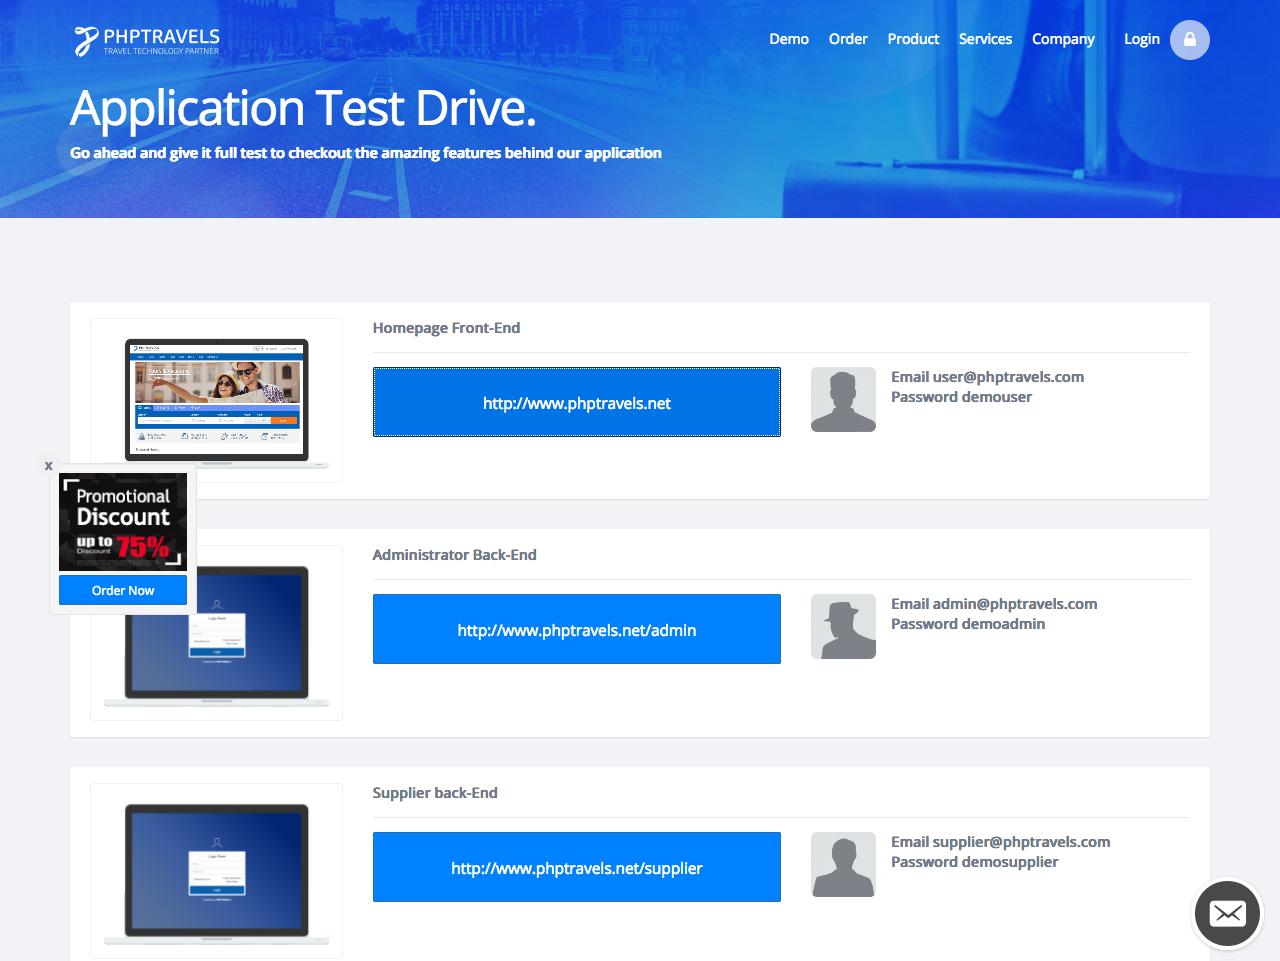 PHPTRAVELS
TRAVEL TECHNOLOGY PARTNER
Demo Order Product Services Company Login
Application Test Drive.
Go ahead and give it full test to checkout the amazing features behind our application
Homepage Front-End
http://www.phptravels.net
Email user@phptravels.com
Password demouser
x
Promotional
Discount
up to 75%
Discount
Order Now
Administrator Back-End
http://www.phptravels.net/admin
Email admin@phptravels.com
Password demoadmin
Supplier back-End
http://www.phptravels.net/supplier
Email supplier@phptravels.com
Password demosupplier